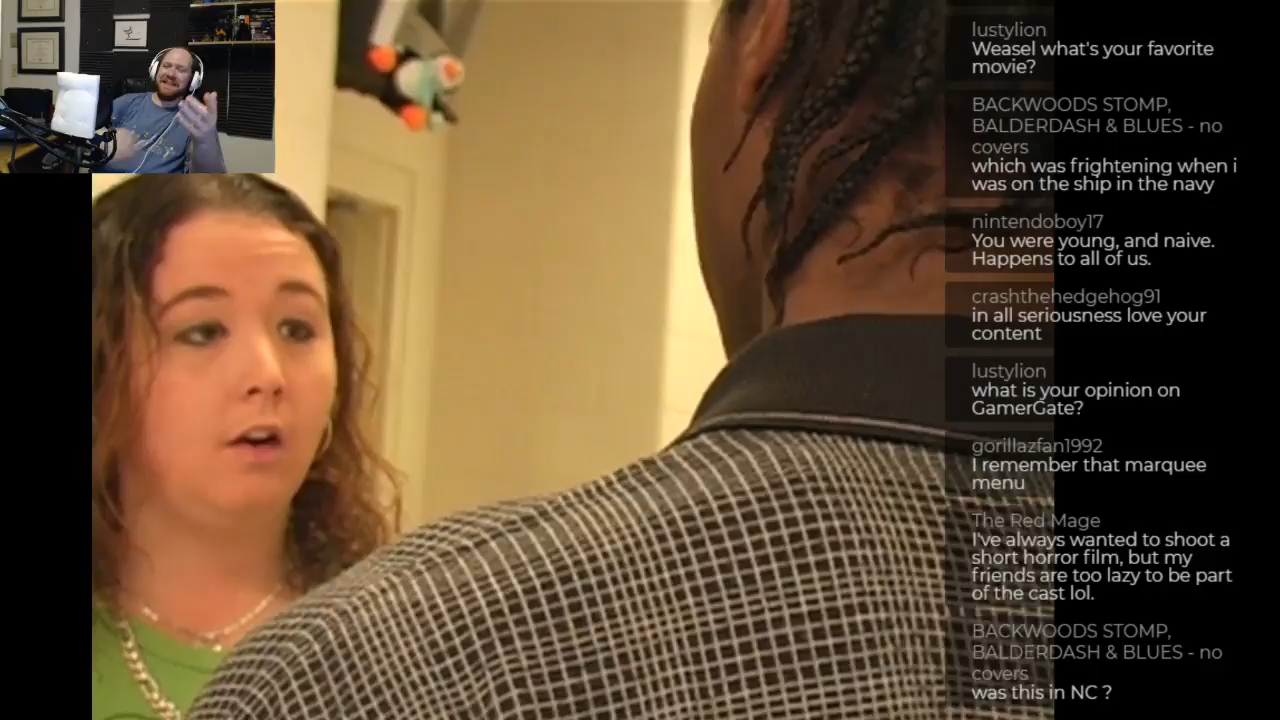 lustylion
Weasel what's your favorite
movie?
BACKWOODS STOMP,
BALDERDASH & BLUES - no
covers
which was frightening when i
was on the ship in the navy
nintendoboy17
You were young, and naive.
Happens to all of us.
crashthehedgehog91
in all seriousness love your
content
lustylion
what is your opinion on
GamerGate?
gorillazfan1992
I remember that marquee
menu
The Red Mage
I've always wanted to shoot a
short horror film, but my
friends are too lazy to be part
of the cast lol.
BACKWOODS STOMP,
BALDERDASH & BLUES - no
covers
was this in NC ?